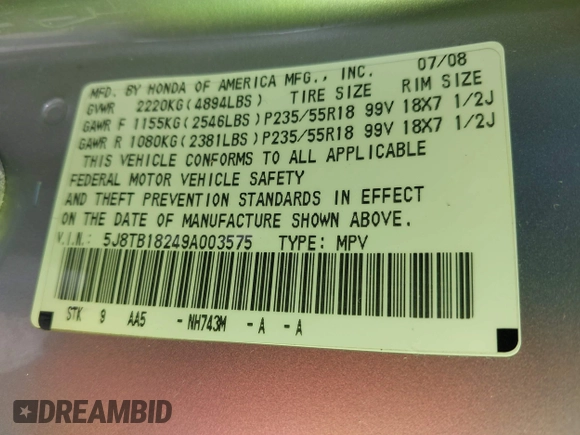 MFD. BY HONDA OF AMERICA MFG., INC. 07/08
GVWR 2220KG(4894LBS) TIRE SIZE RIM SIZE
GAWR F 1155KG(2546LBS)P235/55R18 99V 18X7 1/2J
GAWR R 1080KG(2381LBS)P235/55R18 99V 18X7 1/2J
THIS VEHICLE CONFORMS TO ALL APPLICABLE
FEDERAL MOTOR VEHICLE SAFETY
AND THEFT PREVENTION STANDARDS IN EFFECT
ON THE DATE OF MANUFACTURE SHOWN ABOVE.
V.I.N.: 5J8TB18249A003575 TYPE: MPV
STK 9 AA5 -NH743M -A -A
DREAMBID